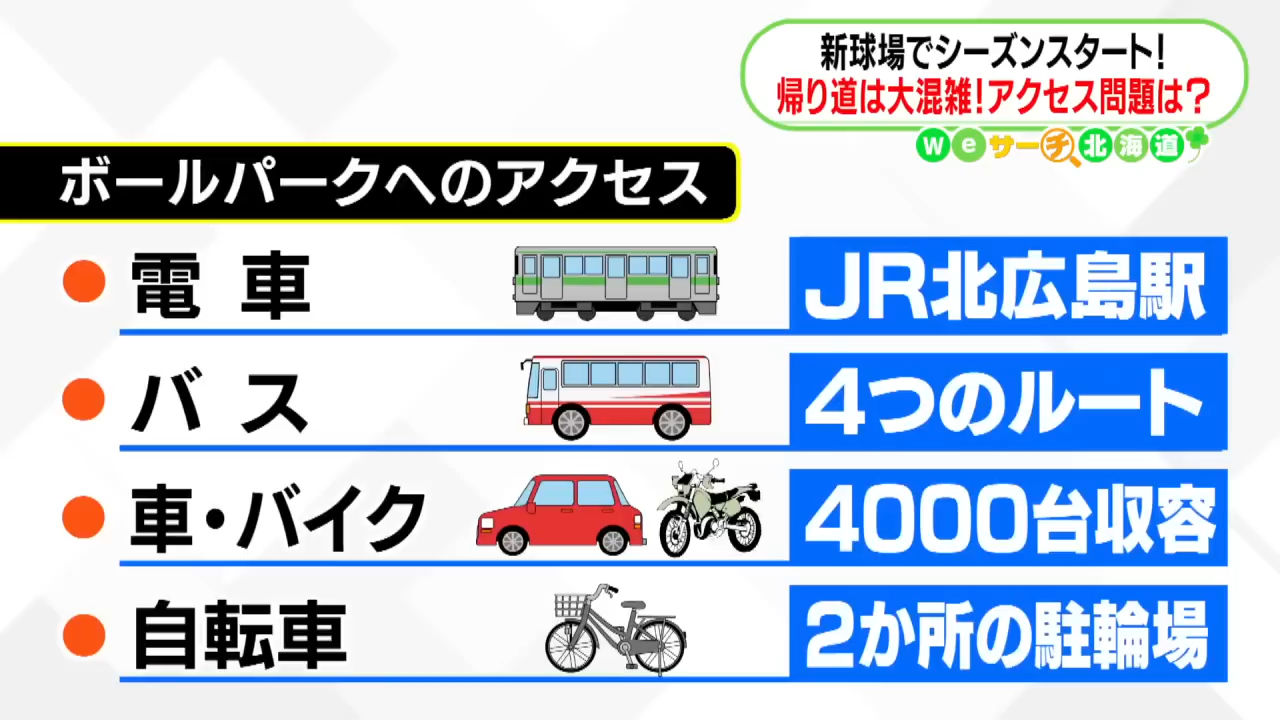 新球場でシーズンスタート!
帰り道は大混雑!アクセス問題は?
Weサーチ北海道
ボールパークへのアクセス
電車 JR北広島駅
バス 4つのルート
車・バイク 4000台収容
自転車 2か所の駐輪場